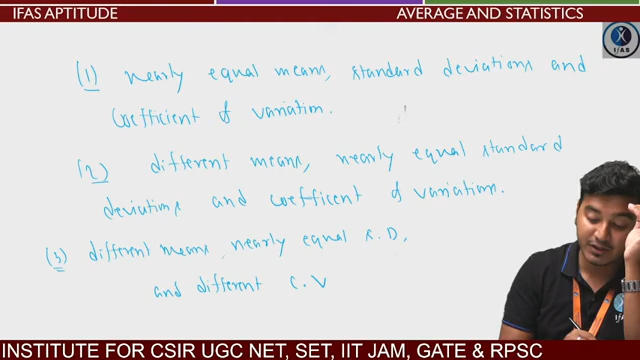 IFAS APTITUDE
AVERAGE AND STATISTICS
IFAS
(1) nearly equal means, standard deviations and
coefficient of variation.
(2) different means, nearly equal standard
deviations and coefficent of variation.
(3) different means, nearly equal S.D,
and different C.V
INSTITUTE FOR CSIR UGC NET, SET, IIT JAM, GATE & RPSC